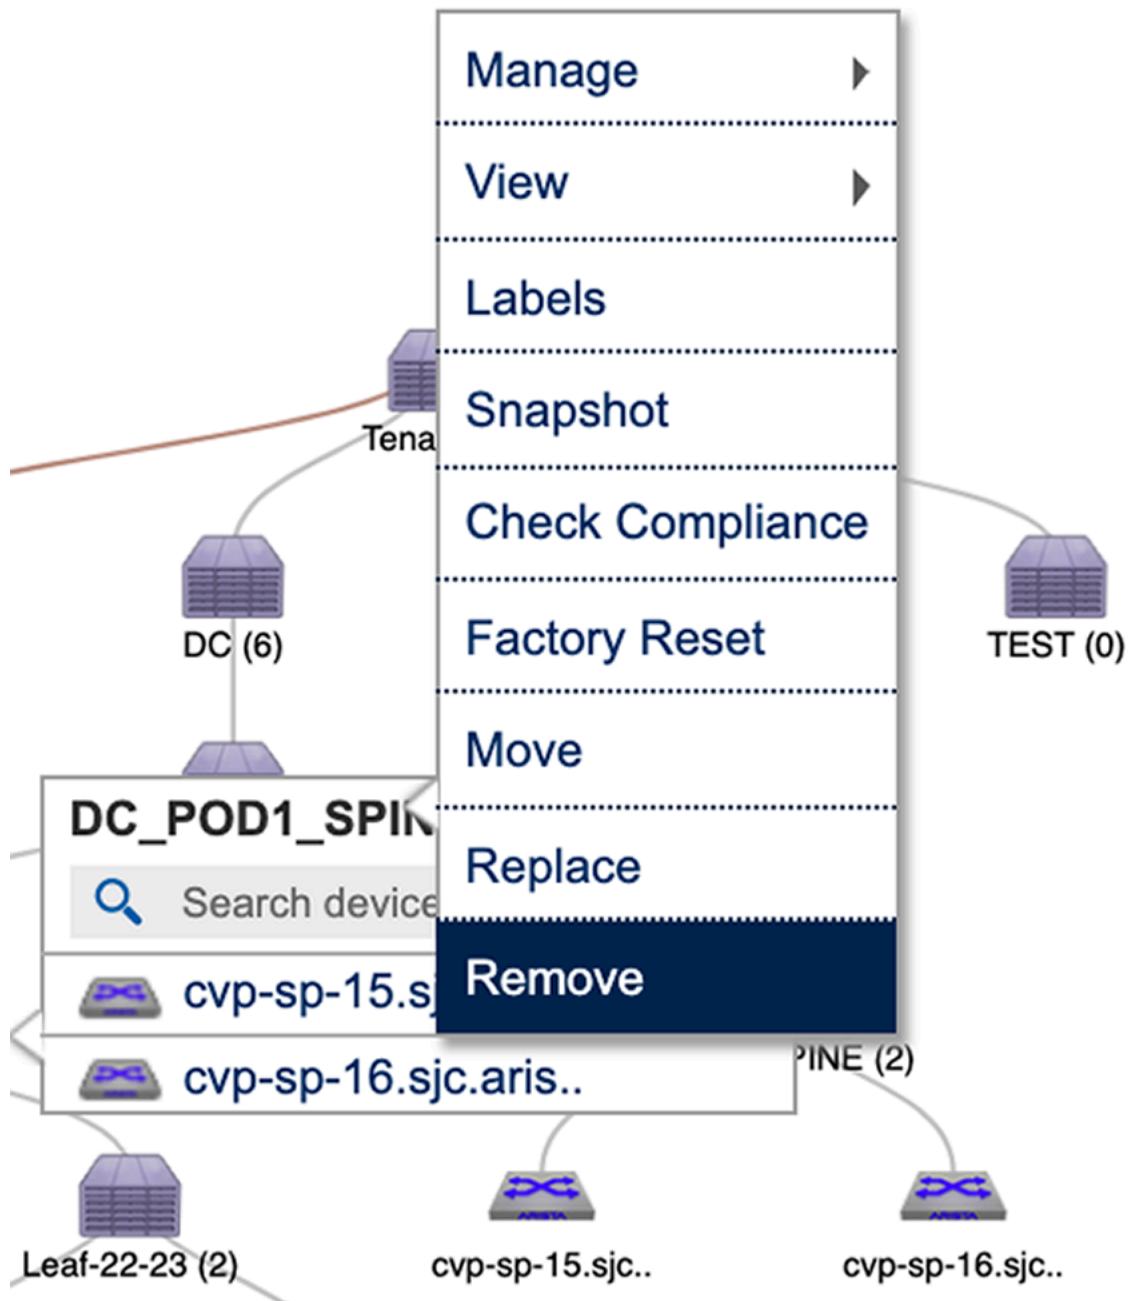 Manage
View
Labels
Snapshot
Check Compliance
Factory Reset
Move
Replace
Remove
Tena
DC (6)
TEST (0)
DC_POD1_SPIN
Search device
cvp-sp-15.sj
cvp-sp-16.sjc.aris..
PINE (2)
Leaf-22-23 (2)
ARISTA
cvp-sp-15.sjc..
ARISTA
cvp-sp-16.sjc..